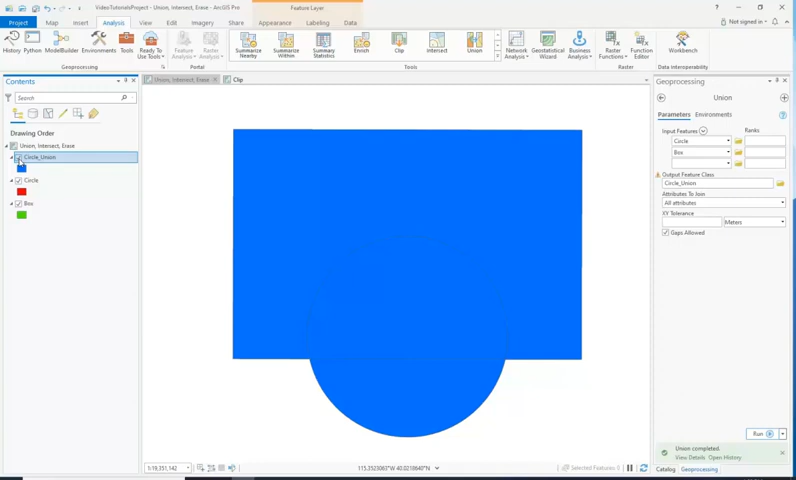 VideoTutorialsProject - Union, Intersect, Erase - ArcGIS Pro
Feature Layer
Project Map Insert Analysis View Edit Imagery Share Appearance Labeling Data
Not signed in
History Python ModelBuilder Environments Tools Ready To Use Tools
Feature Analysis Raster Analysis
Summarize Nearby Summarize Within Summary Statistics Enrich Clip Intersect Union
Network Analysis Geostatistical Wizard Business Analysis Raster Functions Function Editor Workbench
Geoprocessing Portal Tools Raster Data Interoperability
Contents
Search
Drawing Order
Union, Intersect, Erase
Circle_Union
Circle
Box
Union, Intersect, Erase Clip
1:19,351,142
115.3523063°W 40.0218640°N
Selected Features: 0
Geoprocessing
Union
Parameters Environments
Input Features Ranks
Circle
Box
Output Feature Class
Circle_Union
Attributes To Join
All attributes
XY Tolerance
Meters
Gaps Allowed
Run
Union completed.
View Details Open History
Catalog Geoprocessing